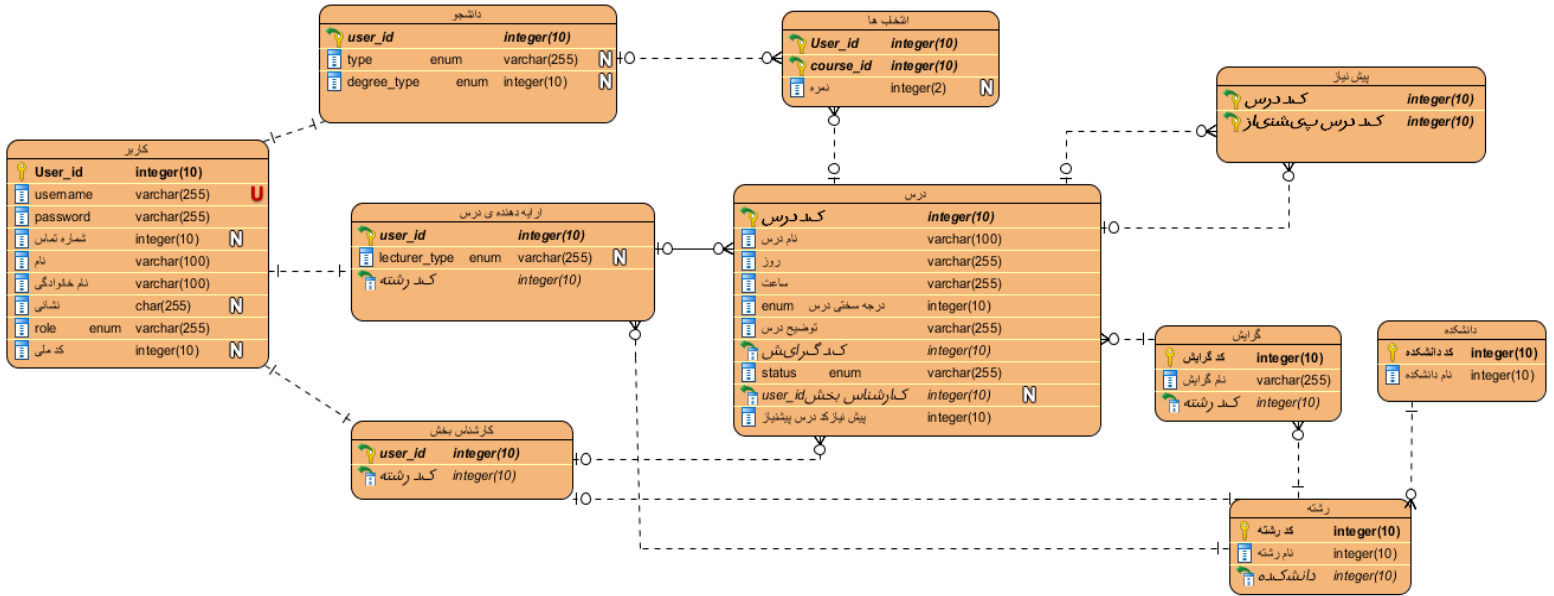 دانشجو
user_id integer(10)
type enum varchar(255) N
degree_type enum integer(10) N
انتخلب ها
User_id integer(10)
course_id integer(10)
نمره integer(2) N
پیش نیاز
کد درس integer(10)
کد درس پیشنیاز integer(10)
کاربر
User_id integer(10)
username varchar(255) U
password varchar(255)
شماره تماس integer(10) N
نام varchar(100)
نام خانوادگی varchar(100)
نشانی char(255) N
role enum varchar(255)
کد ملی integer(10) N
ارایه دهنده ی درس
user_id integer(10)
lecturer_type enum varchar(255) N
کد رشته integer(10)
درس
کد درس integer(10)
نام درس varchar(100)
روز varchar(255)
ساعت varchar(255)
درجه سختی درس enum integer(10)
توضیح درس varchar(255)
کد گرایش integer(10)
status enum varchar(255)
کارشناس بخشuser_id integer(10) N
پیش نیازکد درس پیشنیاز integer(10)
گرایش
کد گرایش integer(10)
نام گرایش varchar(255)
کد رشته integer(10)
دانشکده
کد دانشکده integer(10)
نام دانشکده integer(10)
کارشناس بخش
user_id integer(10)
کد رشته integer(10)
رشته
کد رشته integer(10)
نام رشته integer(10)
دانشکده integer(10)